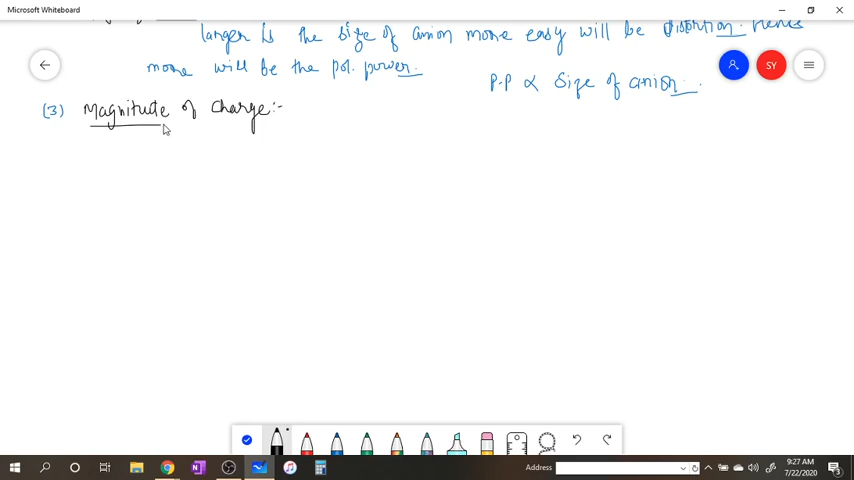 Microsoft Whiteboard
larger is the size of anion more easy will be distortion. Hence
more will be the pol. power.
P.P ∝ Size of anion.
(3) Magnitude of Charge:-
SY
Address
9:27 AM
7/22/2020